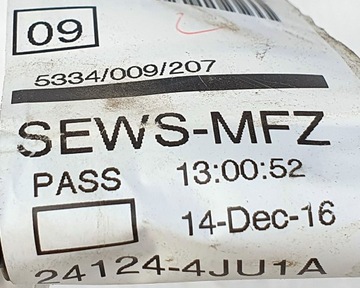 09
5334/009/207
SEWS-MFZ
PASS 13:00:52
14-Dec-16
24124-4JU1A